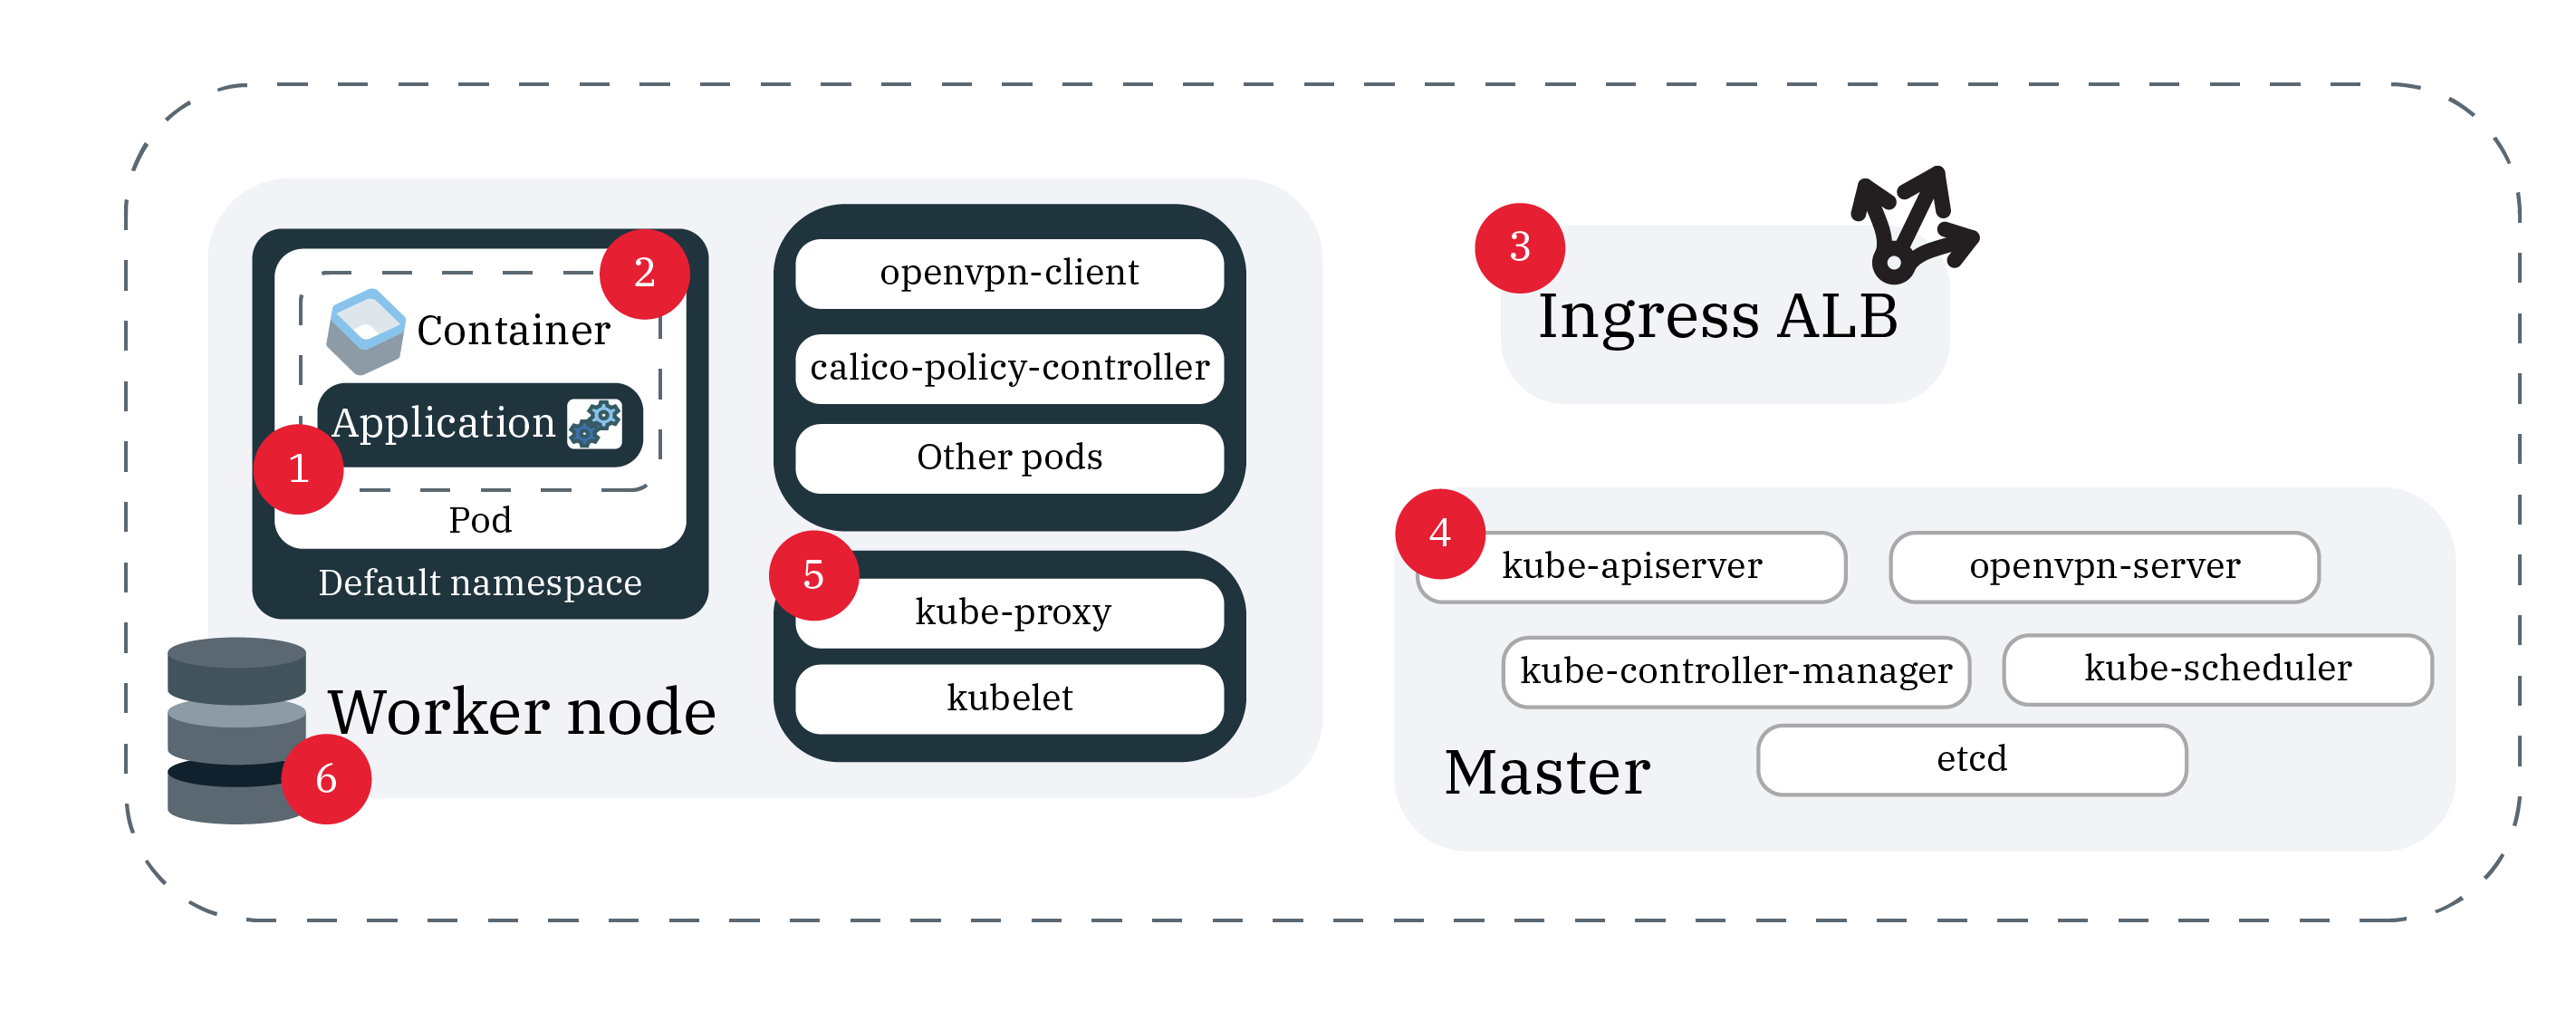 2
Container
Application
1
Pod
Default namespace
Worker node
6
openvpn-client
calico-policy-controller
Other pods
5
kube-proxy
kubelet
3
Ingress ALB
4
kube-apiserver
openvpn-server
kube-controller-manager
kube-scheduler
etcd
Master